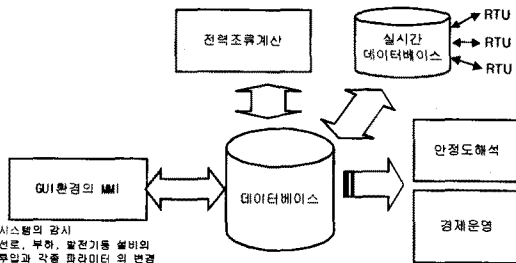 전력조류계산
실시간
데이터베이스
RTU
RTU
RTU
GUI환경의 MMI
데이터베이스
안정도해석
경제운영
시스템의 감시
선로, 부하, 발전기등 설비의
투입과 각종 파라미터 의 변경